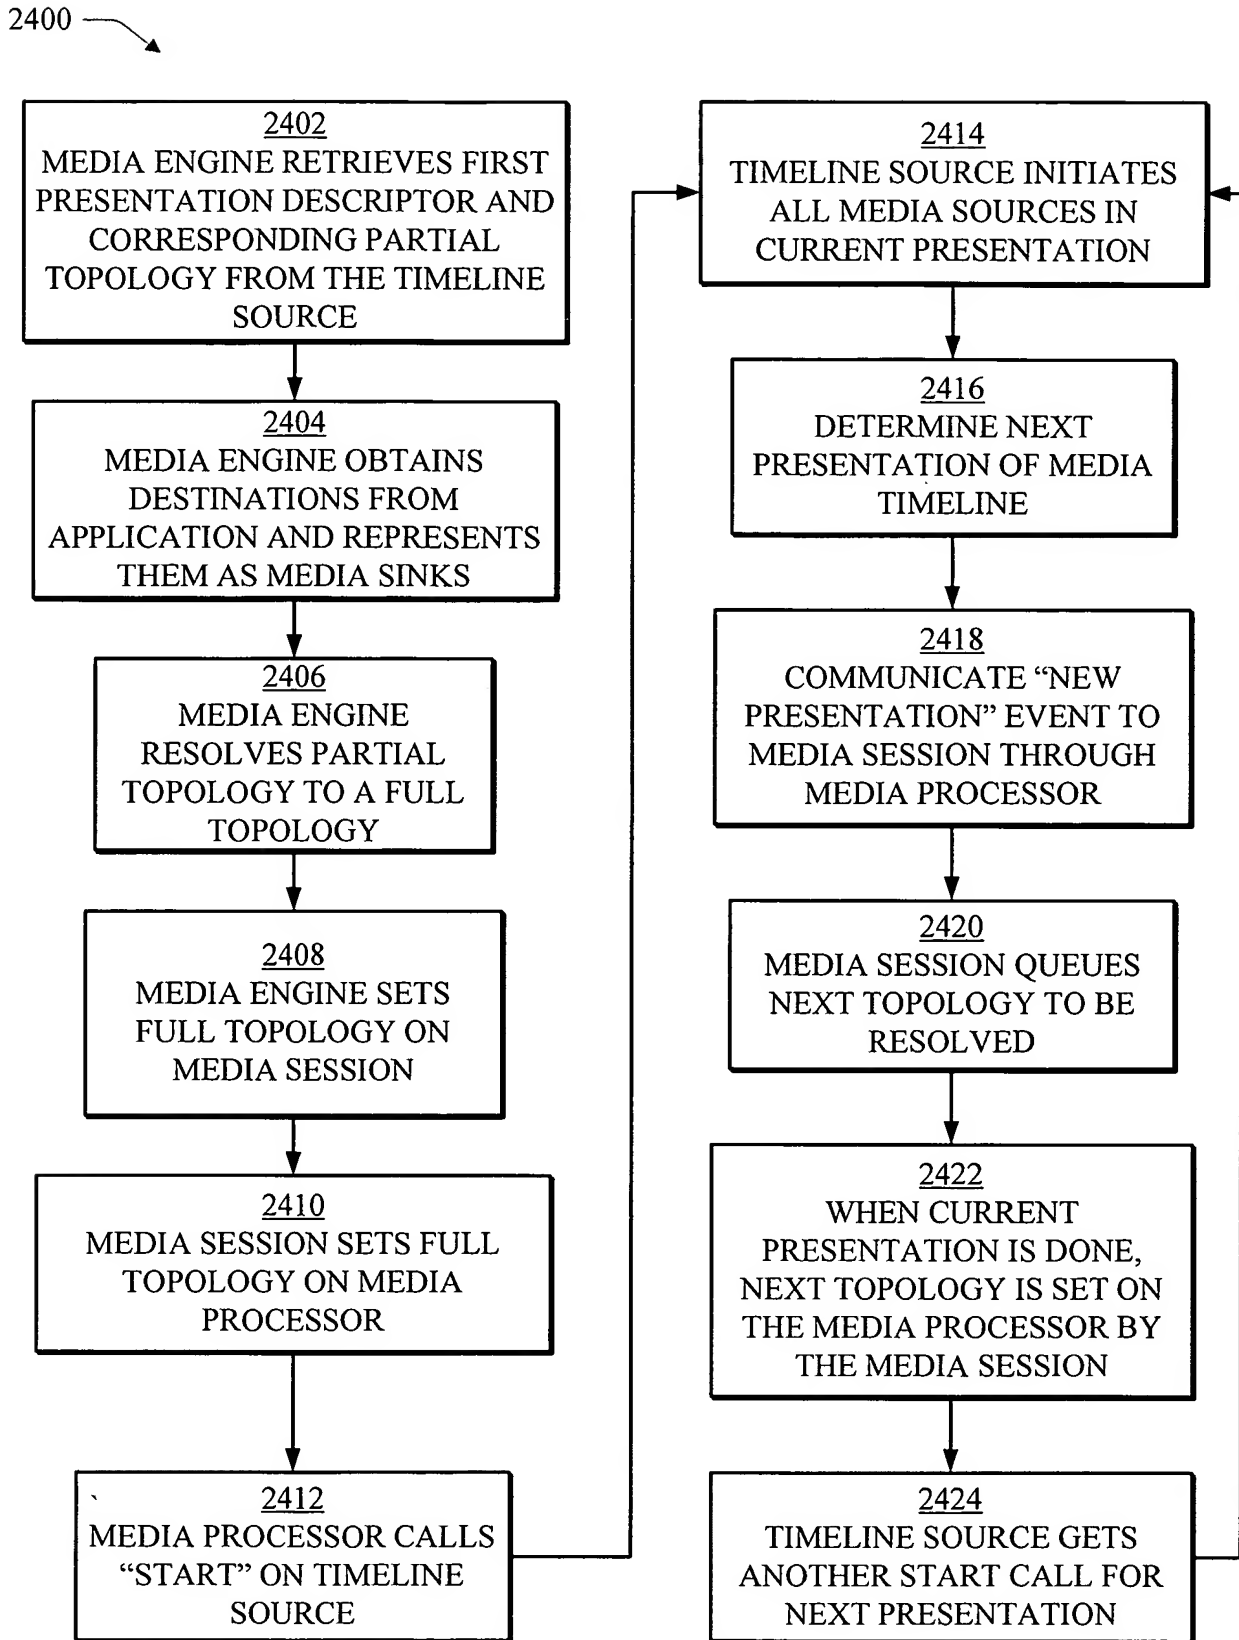 2400
2402
MEDIA ENGINE RETRIEVES FIRST
PRESENTATION DESCRIPTOR AND
CORRESPONDING PARTIAL
TOPOLOGY FROM THE TIMELINE
SOURCE
2404
MEDIA ENGINE OBTAINS
DESTINATIONS FROM
APPLICATION AND REPRESENTS
THEM AS MEDIA SINKS
2406
MEDIA ENGINE
RESOLVES PARTIAL
TOPOLOGY TO A FULL
TOPOLOGY
2408
MEDIA ENGINE SETS
FULL TOPOLOGY ON
MEDIA SESSION
2410
MEDIA SESSION SETS FULL
TOPOLOGY ON MEDIA
PROCESSOR
2412
MEDIA PROCESSOR CALLS
“START” ON TIMELINE
SOURCE
2414
TIMELINE SOURCE INITIATES
ALL MEDIA SOURCES IN
CURRENT PRESENTATION
2416
DETERMINE NEXT
PRESENTATION OF MEDIA
TIMELINE
2418
COMMUNICATE “NEW
PRESENTATION” EVENT TO
MEDIA SESSION THROUGH
MEDIA PROCESSOR
2420
MEDIA SESSION QUEUES
NEXT TOPOLOGY TO BE
RESOLVED
2422
WHEN CURRENT
PRESENTATION IS DONE,
NEXT TOPOLOGY IS SET ON
THE MEDIA PROCESSOR BY
THE MEDIA SESSION
2424
TIMELINE SOURCE GETS
ANOTHER START CALL FOR
NEXT PRESENTATION